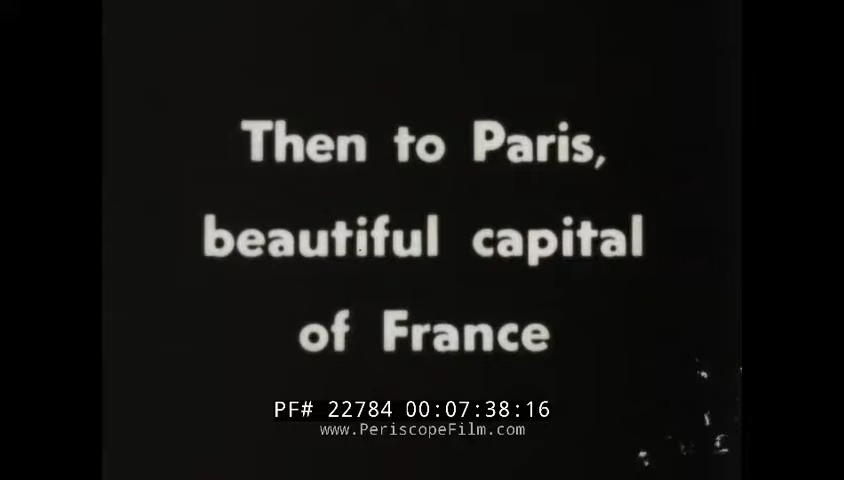 Then to Paris,
beautiful capital
of France
PF# 22784 00:07:38:16
www.PeriscopeFilm.com